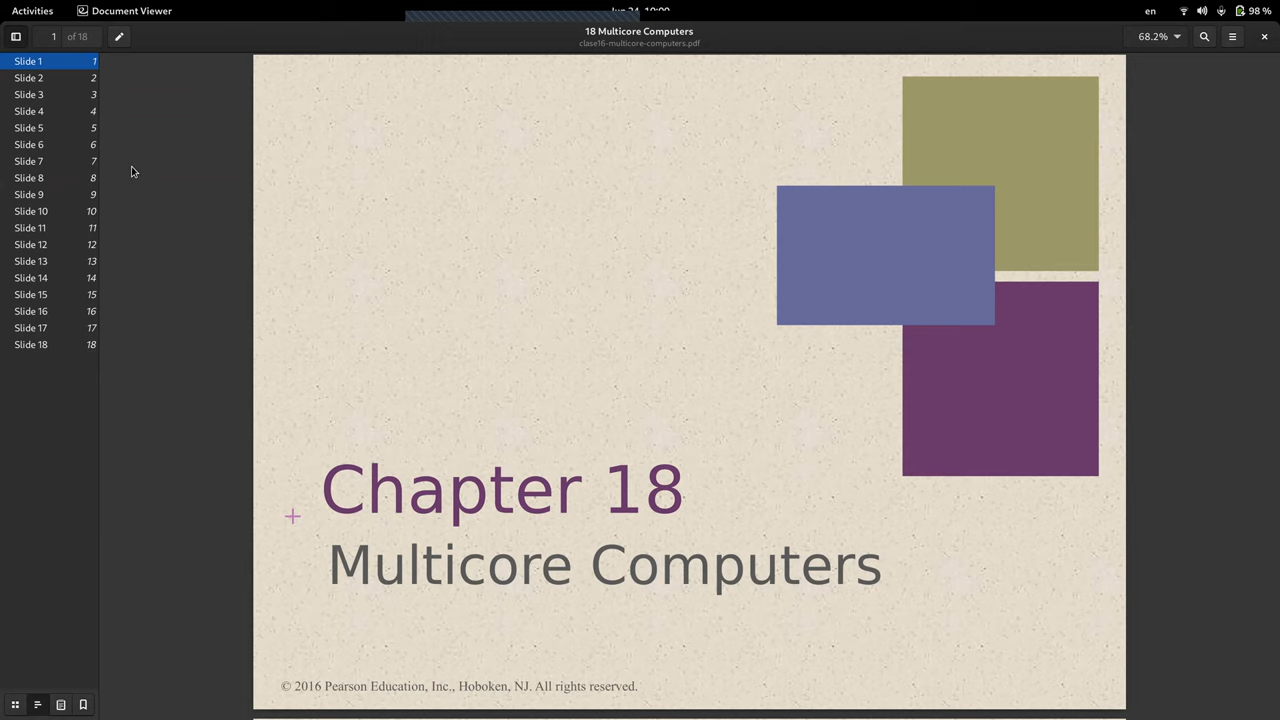 Activities Document Viewer en 98 %
1 of 18 18 Multicore Computers 68.2%
clase16-multicore-computers.pdf
Slide 1 1
Slide 2 2
Slide 3 3
Slide 4 4
Slide 5 5
Slide 6 6
Slide 7 7
Slide 8 8
Slide 9 9
Slide 10 10
Slide 11 11
Slide 12 12
Slide 13 13
Slide 14 14
Slide 15 15
Slide 16 16
Slide 17 17
Slide 18 18
+ Chapter 18
Multicore Computers
© 2016 Pearson Education, Inc., Hoboken, NJ. All rights reserved.